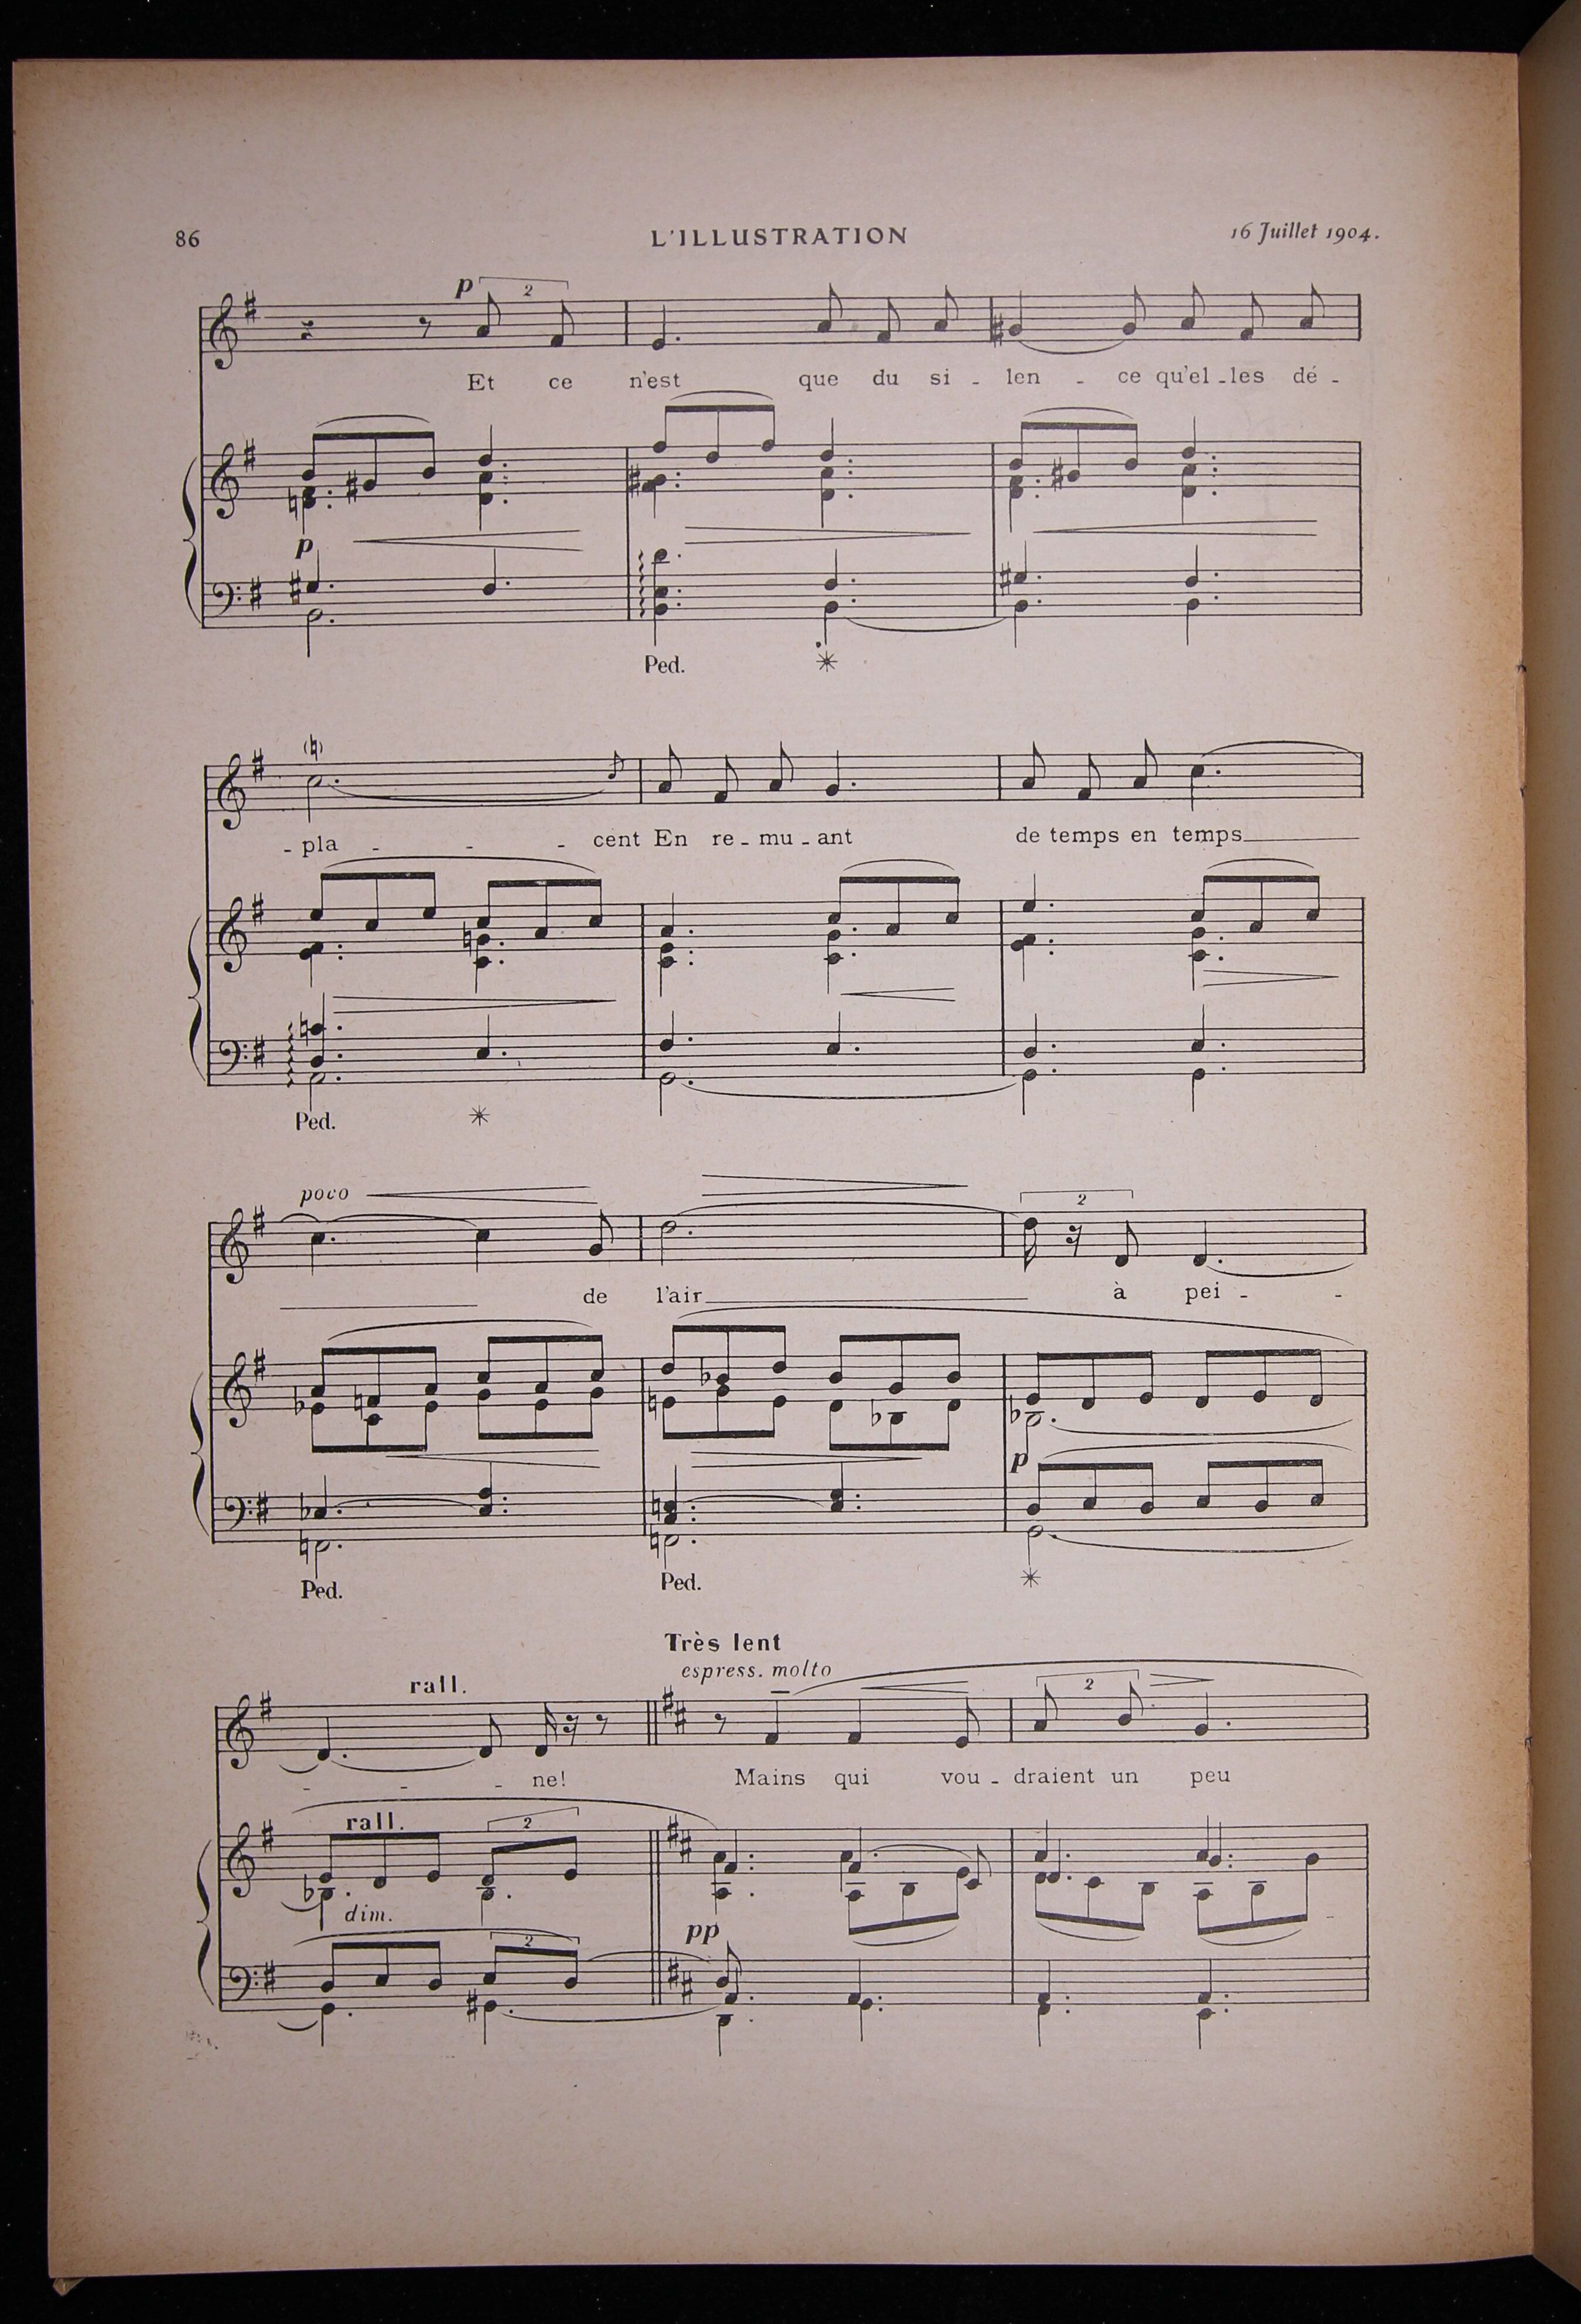 86 L'ILLUSTRATION 16 Juillet 1904.
p 2
Et ce n'est que du si - len - ce qu'el - les dé -
p
Ped. *
(♮)
- pla - - - cent En re - mu - ant de temps en temps
Ped. *
poco 2
de l'air à pei - -
p
Ped. Ped. *
Très lent
rall. espress. molto
2
- - - ne! Mains qui vou - draient un peu
rall. 2
dim. pp
2